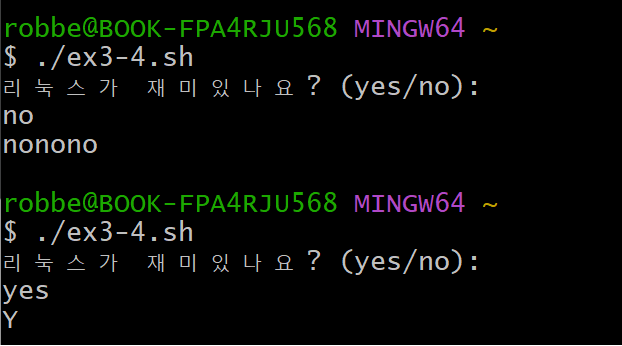 robbe@BOOK-FPA4RJU568 MINGW64 ~
$ ./ex3-4.sh
리눅스가 재미있나요? (yes/no):
no
nonono
robbe@BOOK-FPA4RJU568 MINGW64 ~
$ ./ex3-4.sh
리눅스가 재미있나요? (yes/no):
yes
Y